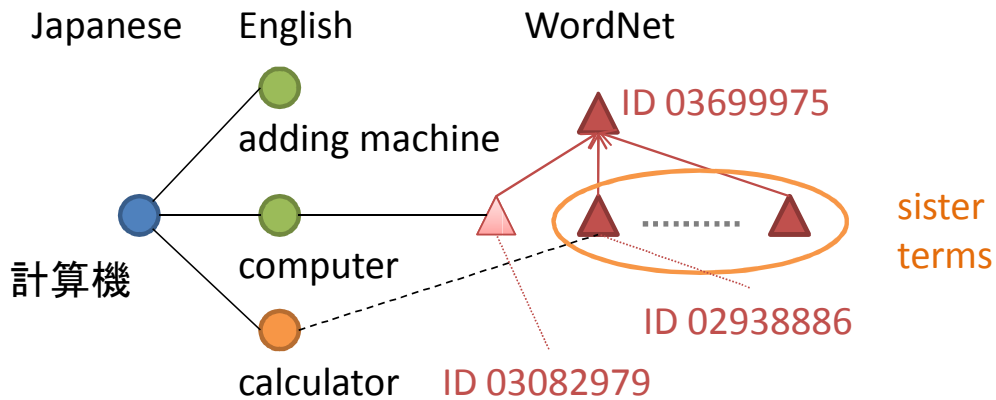 Japanese English WordNet
ID 03699975
adding machine
sister
terms
computer
計算機
ID 02938886
calculator ID 03082979